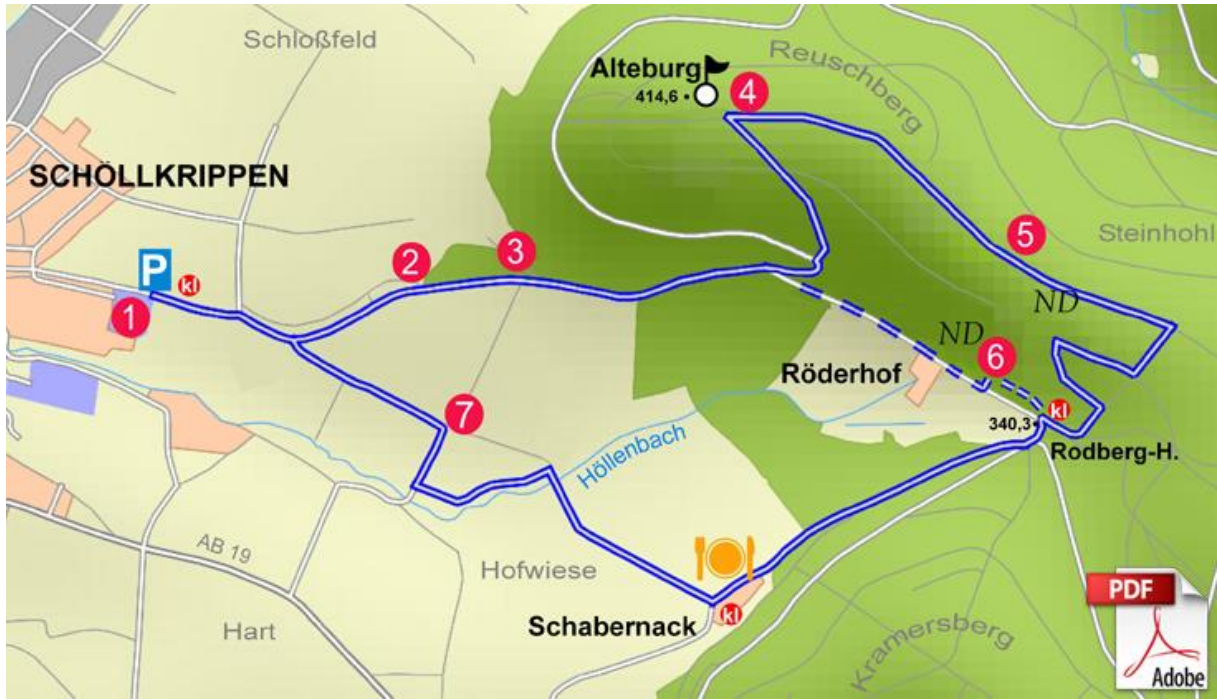 Schloßfeld
Alteburg
414,6
4
Reuschberg
SCHÖLLKRIPPEN
P
kl
1
2
3
5
Steinhohl
ND
ND
6
Röderhof
kl
340,3
Rodberg-H.
7
Höllenbach
AB 19
Hofwiese
Hart
Schabernack
kl
Kramersberg
PDF
Adobe